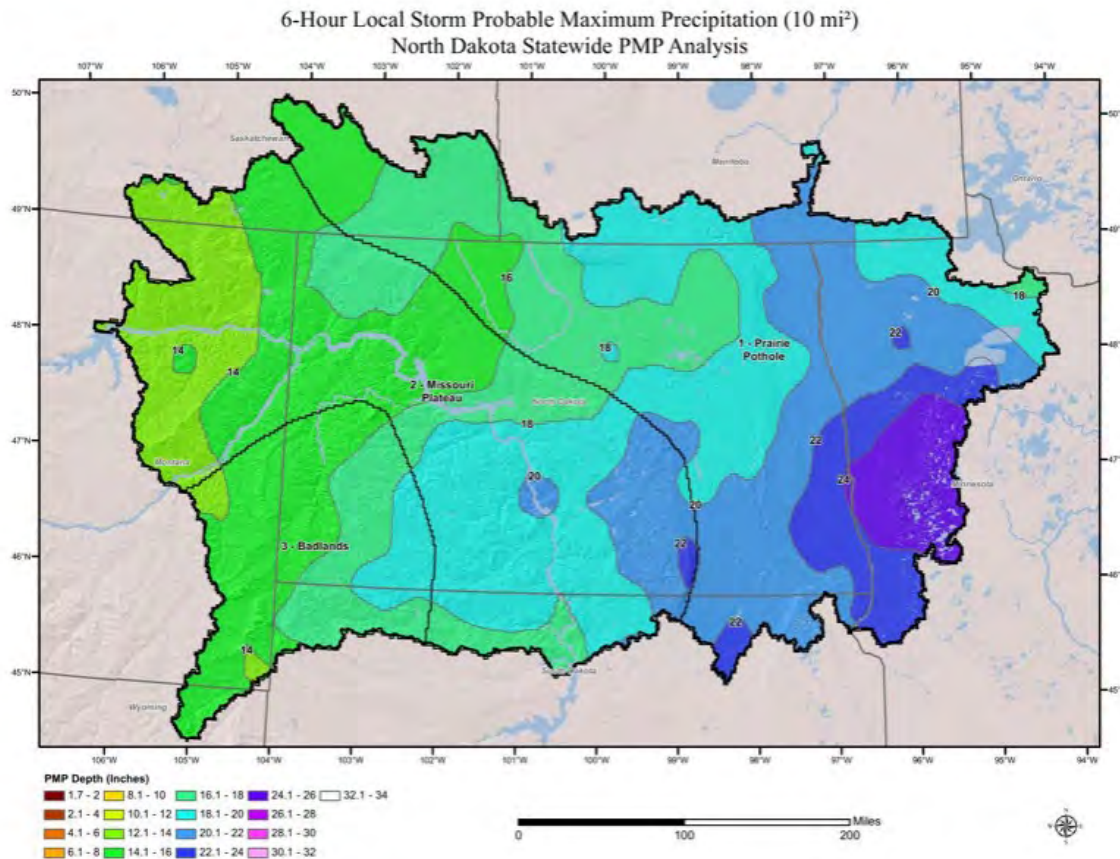 6-Hour Local Storm Probable Maximum Precipitation (10 mi²)
North Dakota Statewide PMP Analysis
107°W 106°W 105°W 104°W 103°W 102°W 101°W 100°W 99°W 98°W 97°W 96°W 95°W 94°W
50°N
50°N
Saskatchewan
Manitoba
Ontario
49°N
49°N
16
20
18
48°N
22
48°N
14
18
1 - Prairie
Pothole
14
2 - Missouri
Plateau
North Dakota
18
47°N
22
47°N
Montana
20
24
Minnesota
20
22
3 - Badlands
46°N
46°N
22
14
45°N
South Dakota
45°N
Wyoming
106°W 105°W 104°W 103°W 102°W 101°W 100°W 99°W 98°W 97°W 96°W 95°W 94°W
PMP Depth (Inches)
1.7 - 2 8.1 - 10 16.1 - 18 24.1 - 26 32.1 - 34
2.1 - 4 10.1 - 12 18.1 - 20 26.1 - 28
4.1 - 6 12.1 - 14 20.1 - 22 28.1 - 30
6.1 - 8 14.1 - 16 22.1 - 24 30.1 - 32
Miles
0 100 200
N